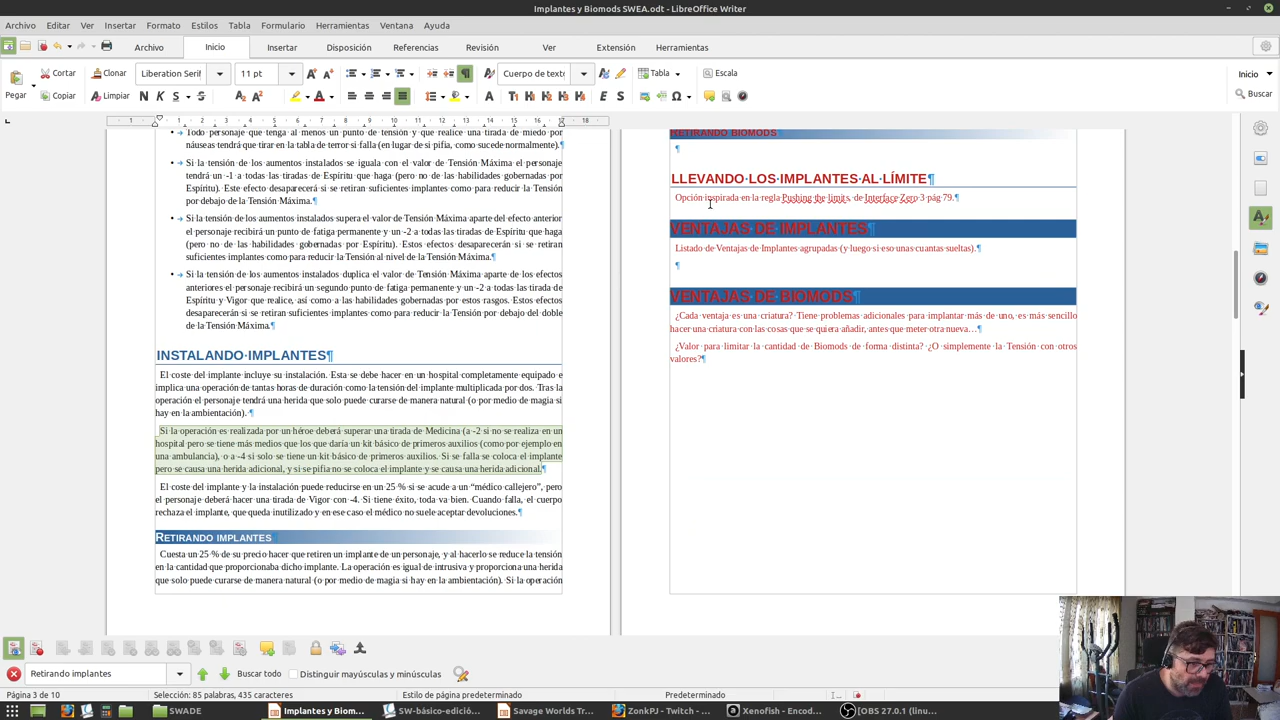 Implantes y Biomods SWEA.odt - LibreOffice Writer
Archivo Editar Ver Insertar Formato Estilos Tabla Formulario Herramientas Ventana Ayuda
Archivo Inicio Insertar Disposición Referencias Revisión Ver Extensión Herramientas
Cortar Clonar Liberation Serif 11 pt Cuerpo de texto Tabla Escala Inicio
Pegar Copiar Limpiar Buscar
Todo personaje que tenga al menos un punto de tensión y que realice una tirada de miedo por
náuseas tendrá que tirar en la tabla de terror si falla (en lugar de si, como sucede normalmente).
Si la tensión de los aumentos instalados se iguala con el valor de Tensión Máxima el personaje
tendrá un -1 a todas las tiradas de Espíritu que haga (pero no de las habilidades gobernadas por
Espíritu). Este efecto desaparecerá si se retiran suficientes implantes como para reducir la Tensión
por debajo de la Máxima.
Si la tensión de los aumentos instalados supera el valor de Tensión Máxima aparte del efecto anterior
el personaje recibirá un punto de fatiga permanente y un -2 a todas las tiradas de Espíritu que haga
(pero no de las habilidades gobernadas por Espíritu). Estos efectos desaparecerán si se retiran
suficientes implantes como para reducir la Tensión al nivel de la Tensión Máxima.
Si la tensión de los aumentos instalados duplica el valor de Tensión Máxima aparte de los efectos
anteriores el personaje recibirá un segundo punto de fatiga permanente y un -2 a todas las tirada de
Espíritu y Vigor que realice, así como a las habilidades gobernadas por estos rasgos. Estos efectos
desaparecerán si se retiran suficientes implantes como para reducir la Tensión por debajo del doble
de la Tensión Máxima.
INSTALANDO IMPLANTES
El coste del implante incluye su instalación. Esta se debe hacer en un hospital completamente equipado e
implica una operación de tantas horas de duración como la tensión del implante multiplicada por dos. Tras la
operación el personaje tendrá una herida que solo puede curarse de manera natural (o por medio de magia si
hay en la ambientación).
Si la operación es realizada por un héroe deberá superar una tirada de Medicina (a -2 si no se realiza en un
hospital pero se tiene más medios que los que daría un kit básico de primeros auxilios (como por ejemplo en
una ambulancia), o a -4 si solo se tiene un kit básico de primeros auxilios. Si se falla se coloca el implante
pero se causa una herida adicional, y si se pifia no se coloca el implante y se causa una herida adicional.
El coste del implante y la instalación puede reducirse en un 25 % si se acude a un “médico callejero”, pero
el personaje deberá hacer una tirada de Vigor con -4. Si tiene éxito, toda va bien. Cuando falla, el cuerpo
rechaza el implante, que queda inutilizado y en ese caso el médico no suele aceptar devoluciones.
RETIRANDO IMPLANTES
Cuesta un 25 % de su precio hacer que retiren un implante de un personaje, y al hacerlo se reduce la tensión
en la cantidad que proporcionaba dicho implante. La operación es igual de intrusiva y proporciona una herida
que solo puede curarse de manera natural (o por medio de magia si hay en la ambientación). Si la operación
RETIRANDO BIOMODS
LLEVANDO LOS IMPLANTES AL LÍMITE
Opción inspirada en la regla Pushing the limits, de Interface Zero 3 pág 79.
VENTAJAS DE IMPLANTES
Listado de Ventajas de Implantes agrupadas (y luego si eso unas cuantas sueltas).
VENTAJAS DE BIOMODS
¿Cada ventaja es una criatura? Tiene problemas adicionales para implantar más de uno, es más sencillo
hacer una criatura con las cosas que se quiera añadir, antes que meter otra nueva…
¿Valor para limitar la cantidad de Biomods de forma distinta? ¿O simplemente la Tensión con otros
valores?
Retirando implantes Buscar todo Distinguir mayúsculas y minúsculas
Página 3 de 10 Selección: 85 palabras, 435 caracteres Estilo de página predeterminado Predeterminado
SWADE Implantes y Biom... SW-básico-edició... Savage Worlds Tr... ZonkPJ - Twitch - ... Xenofish - Encod... [OBS 27.0.1 (linu...